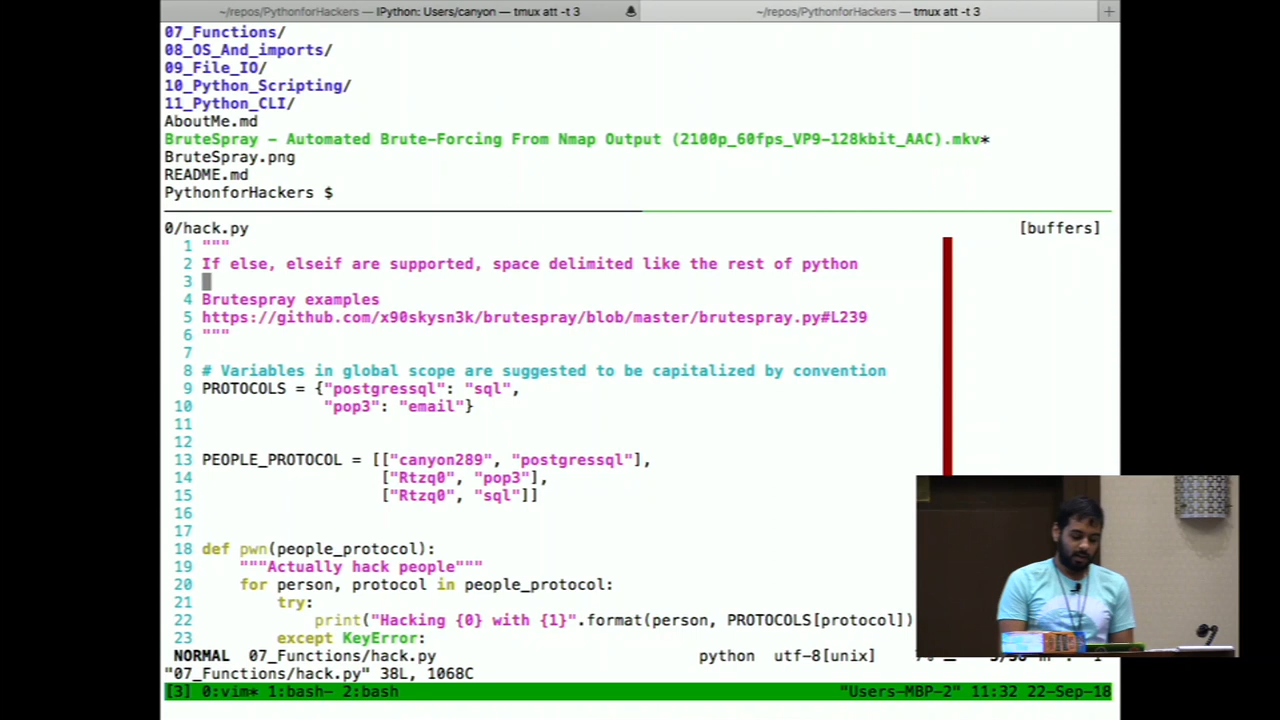 ~/repos/PythonforHackers — IPython: Users/canyon — tmux att -t 3
~/repos/PythonforHackers — tmux att -t 3
07_Functions/
08_OS_And_imports/
09_File_IO/
10_Python_Scripting/
11_Python_CLI/
AboutMe.md
BruteSpray - Automated Brute-Forcing From Nmap Output (2100p_60fps_VP9-128kbit_AAC).mkv*
BruteSpray.png
README.md
PythonforHackers $
0/hack.py [buffers]
1 """
2 If else, elseif are supported, space delimited like the rest of python
3
4 Brutespray examples
5 https://github.com/x90skysn3k/brutespray/blob/master/brutespray.py#L239
6 """
7
8 # Variables in global scope are suggested to be capitalized by convention
9 PROTOCOLS = {"postgressql": "sql",
10 "pop3": "email"}
11
12
13 PEOPLE_PROTOCOL = [["canyon289", "postgressql"],
14 ["Rtzq0", "pop3"],
15 ["Rtzq0", "sql"]]
16
17
18 def pwn(people_protocol):
19 """Actually hack people"""
20 for person, protocol in people_protocol:
21 try:
22 print("Hacking {0} with {1}".format(person, PROTOCOLS[protocol])
23 except KeyError:
NORMAL 07_Functions/hack.py python utf-8[unix]
"07_Functions/hack.py" 38L, 1068C
[3] 0:vim* 1:bash- 2:bash "Users-MBP-2" 11:32 22-Sep-18